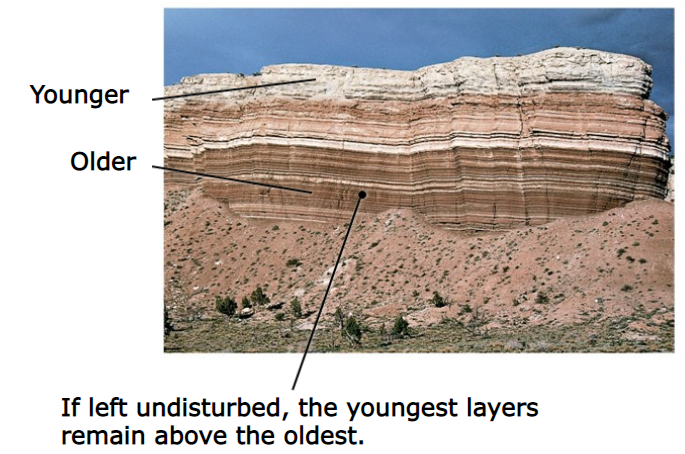 Younger
Older
If left undisturbed, the youngest layers
remain above the oldest.